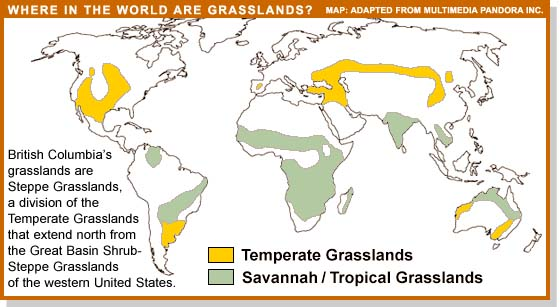 WHERE IN THE WORLD ARE GRASSLANDS? MAP: ADAPTED FROM MULTIMEDIA PANDORA INC.
British Columbia's
grasslands are
Steppe Grasslands,
a division of the
Temperate Grasslands
that extend north from
the Great Basin Shrub-
Steppe Grasslands
of the western United States.
Temperate Grasslands
Savannah / Tropical Grasslands